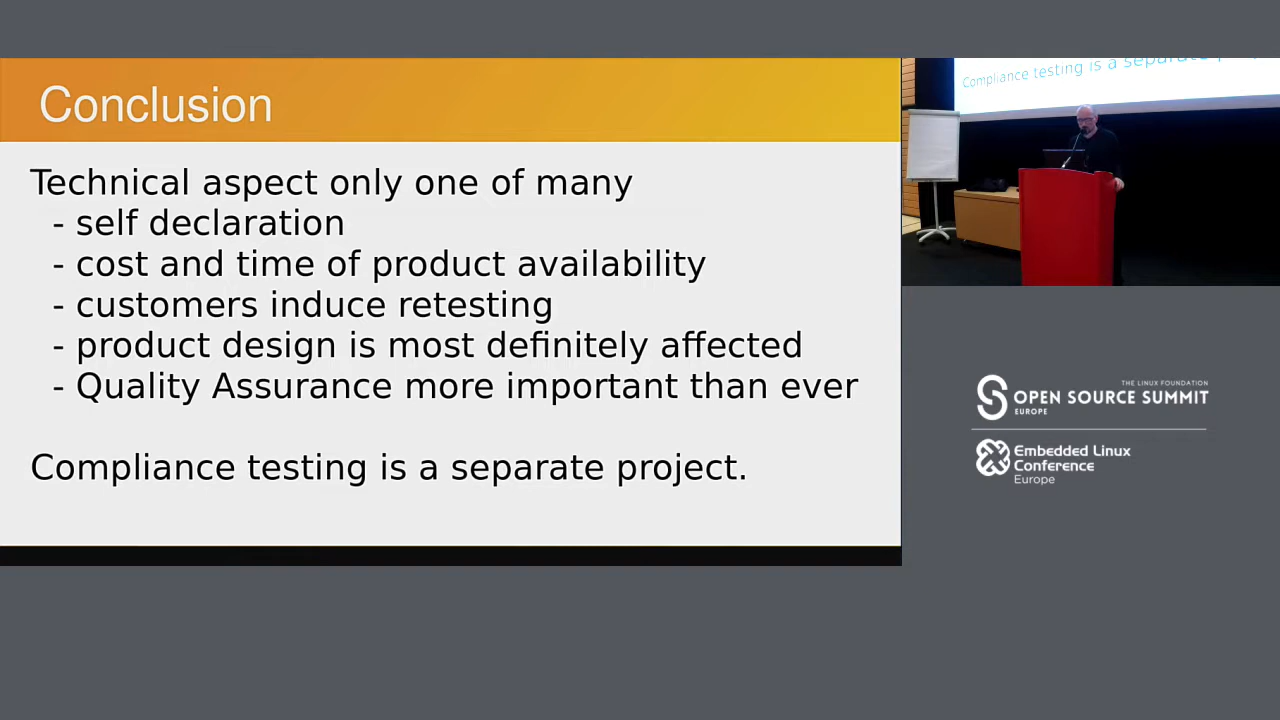 Conclusion
Technical aspect only one of many
- self declaration
- cost and time of product availability
- customers induce retesting
- product design is most definitely affected
- Quality Assurance more important than ever
Compliance testing is a separate project.
Compliance testing is a separate
THE LINUX FOUNDATION
OPEN SOURCE SUMMIT
EUROPE
Embedded Linux
Conference
Europe